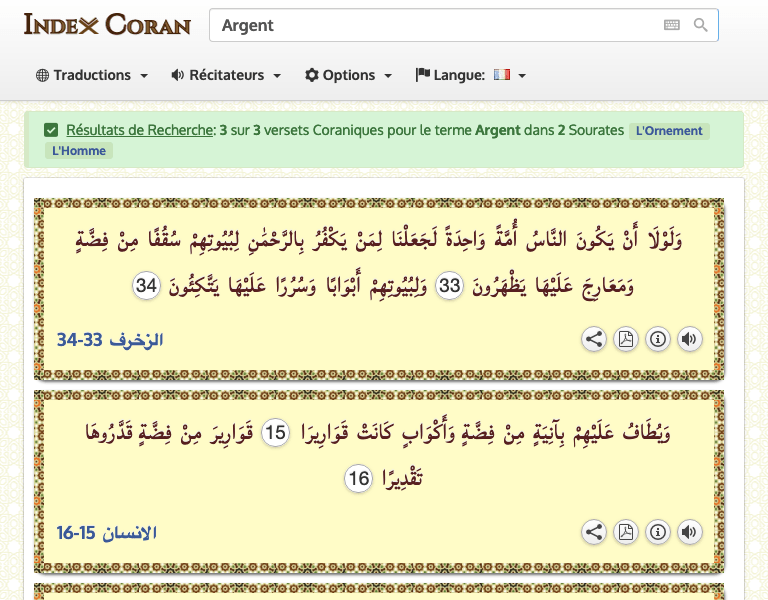 INDEX CORAN
Argent
Traductions
Récitateurs
Options
Langue:
Résultats de Recherche: 3 sur 3 versets Coraniques pour le terme Argent dans 2 Sourates L'Ornement
L'Homme
وَلَوْلَا أَنْ يَكُونَ النَّاسُ أُمَّةً وَاحِدَةً لَجَعَلْنَا لِمَنْ يَكْفُرُ بِالرَّحْمَٰنِ لِبُيُوتِهِمْ سُقُفًا مِنْ فِضَّةٍ
وَمَعَارِجَ عَلَيْهَا يَظْهَرُونَ 33 وَلِبُيُوتِهِمْ أَبْوَابًا وَسُرُرًا عَلَيْهَا يَتَّكِئُونَ 34
الزخرف 33-34
وَيُطَافُ عَلَيْهِمْ بِآنِيَةٍ مِنْ فِضَّةٍ وَأَكْوَابٍ كَانَتْ قَوَارِيرَا 15 قَوَارِيرَ مِنْ فِضَّةٍ قَدَّرُوهَا
تَقْدِيرًا 16
الانسان 15-16